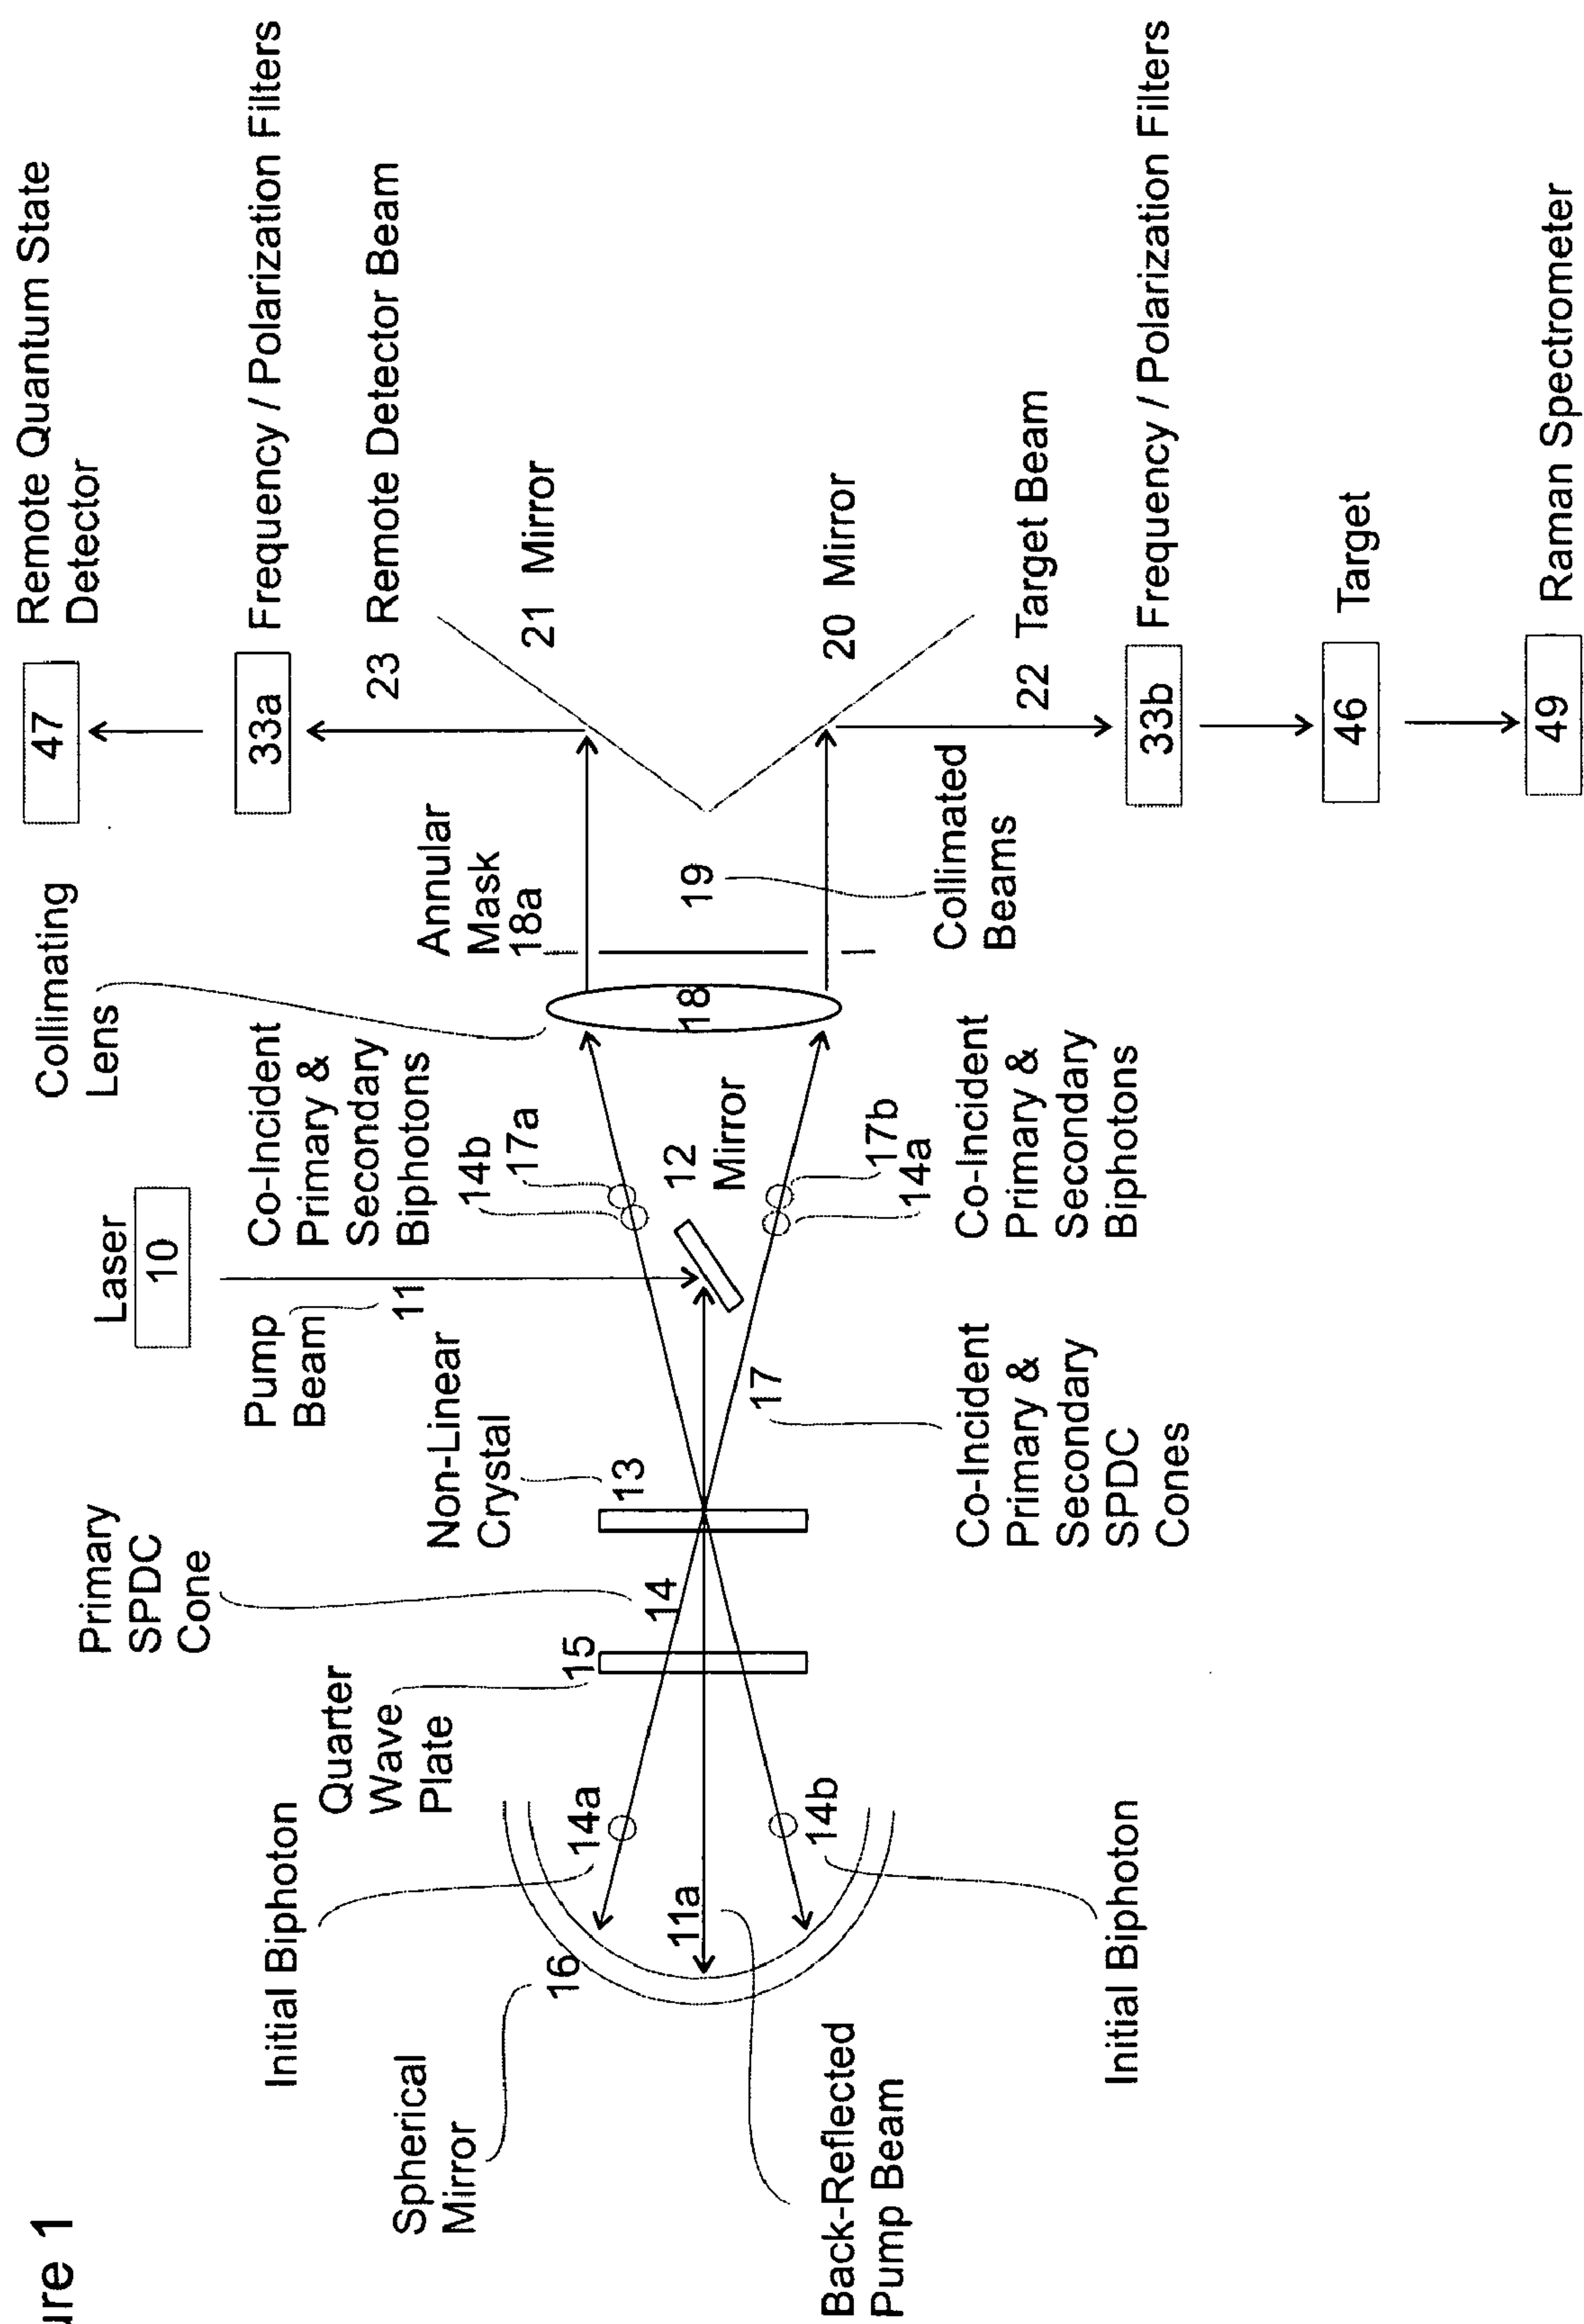 ure 1
Spherical
Mirror
16
Back-Reflected
Pump Beam
11a
Initial Biphoton
14a
Initial Biphoton
14b
Quarter
Wave
Plate
15
Primary
SPDC
Cone
14
Non-Linear
Crystal
13
Pump
Beam
11
Laser
10
12
Mirror
17
Co-Incident
Primary &
Secondary
SPDC
Cones
Co-Incident
Primary &
Secondary
Biphotons
14b
17a
17b
14a
Co-Incident
Primary &
Secondary
Biphotons
Collimating
Lens
18
Annular
Mask
18a
19
Collimated
Beams
21 Mirror
20 Mirror
23 Remote Detector Beam
33a
Frequency / Polarization Filters
47
Remote Quantum State
Detector
22 Target Beam
33b
Frequency / Polarization Filters
46
Target
49
Raman Spectrometer